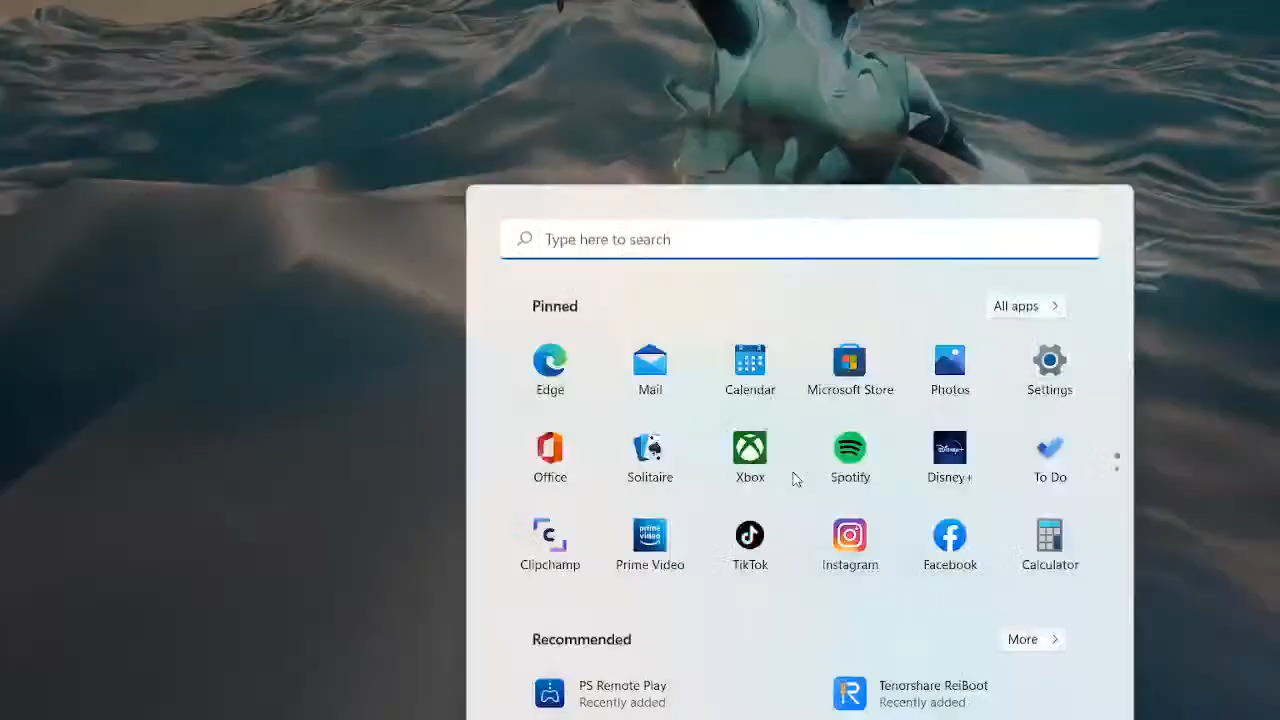 Type here to search
Pinned
All apps
Edge
Mail
Calendar
Microsoft Store
Photos
Settings
Office
Solitaire
Xbox
Spotify
Disney+
To Do
Clipchamp
Prime Video
TikTok
Instagram
Facebook
Calculator
Recommended
More
PS Remote Play
Recently added
Tenorshare ReiBoot
Recently added